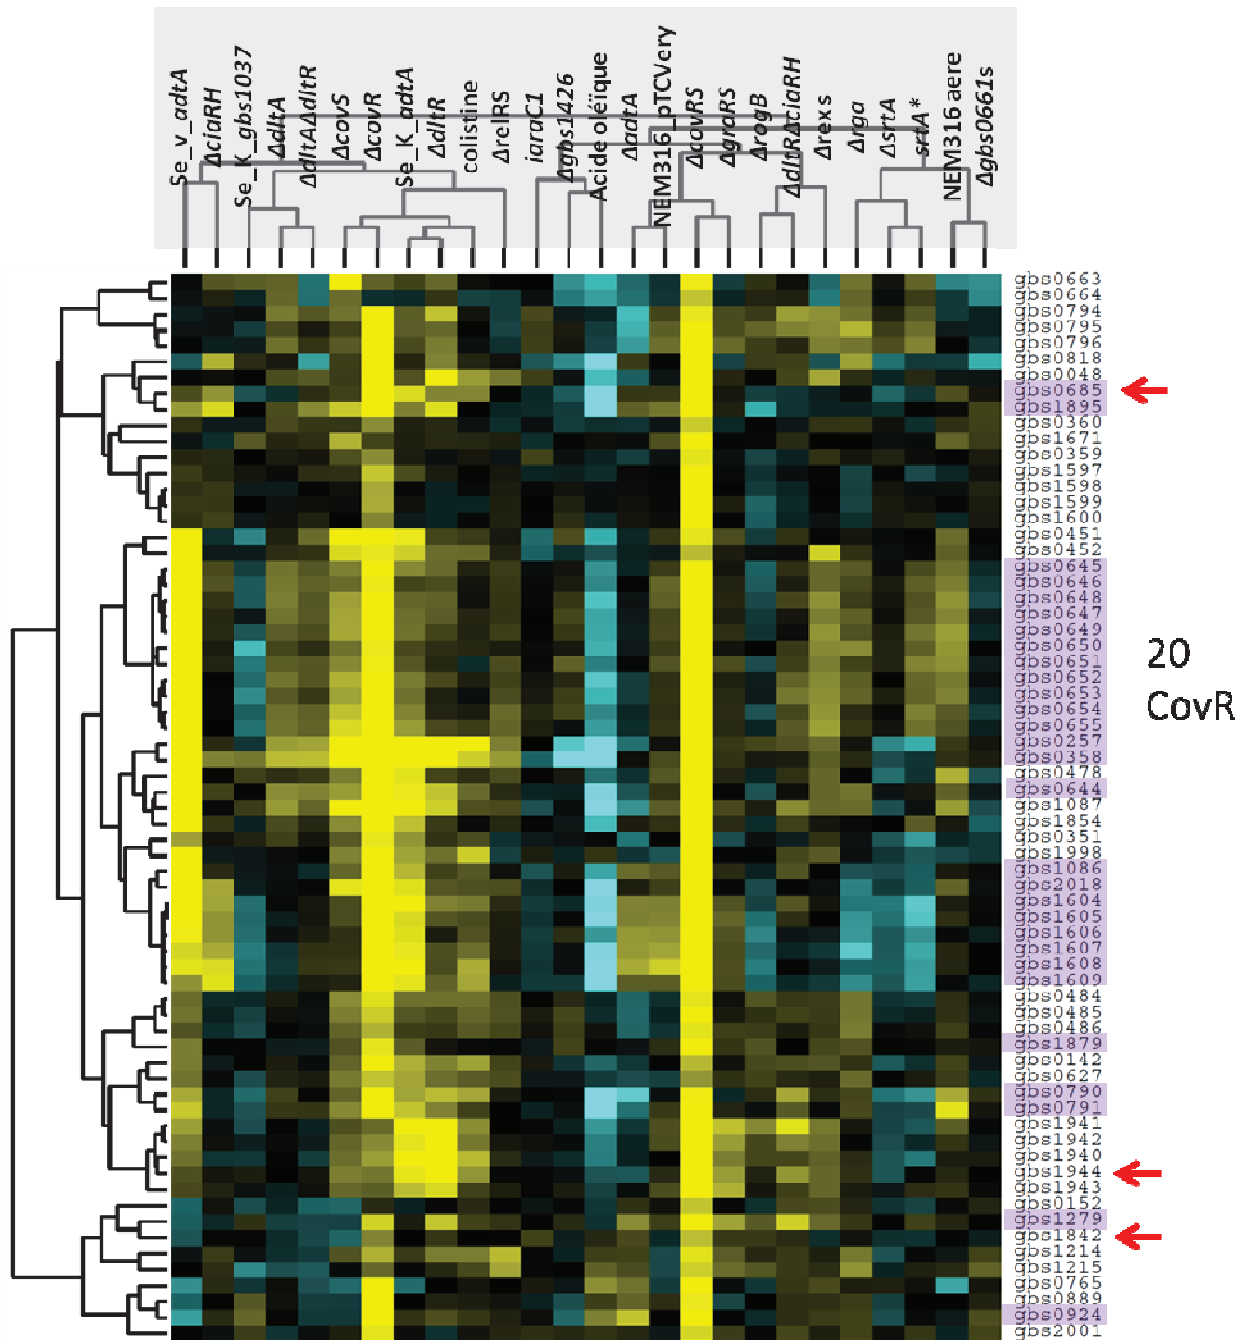 Se_v_adtA
ΔciaRH
Se_K_gbs1037
ΔdltA
ΔdltAΔdltR
ΔcovS
ΔcovR
Se_K_adtA
ΔdltR
colistine
ΔrelRS
iaraC1
Δgbs1426
Acide oléïque
ΔadtA
NEM316_pTCVery
ΔcovRS
ΔgraRS
ΔrogB
ΔdltRΔciaRH
Δrex s
Δrga
ΔsrtA
srtA*
NEM316 aere
Δgbs0661s
gbs0663
gbs0664
gbs0794
gbs0795
gbs0796
gbs0818
gbs0048
gbs0685
gbs1895
gbs0360
gbs1671
gbs0359
gbs1597
gbs1598
gbs1599
gbs1600
gbs0451
gbs0452
gbs0645
gbs0646
gbs0648
gbs0647
gbs0649
gbs0650
gbs0651
gbs0652
gbs0653
gbs0654
gbs0655
gbs0257
gbs0358
gbs0478
gbs0644
gbs1087
gbs1854
gbs0351
gbs1998
gbs1086
gbs2018
gbs1604
gbs1605
gbs1606
gbs1607
gbs1608
gbs1609
gbs0484
gbs0485
gbs0486
gbs1879
gbs0142
gbs0627
gbs0790
gbs0791
gbs1941
gbs1942
gbs1940
gbs1944
gbs1943
gbs0152
gbs1279
gbs1842
gbs1214
gbs1215
gbs0765
gbs0889
gbs0924
gbs2001
20
CovR